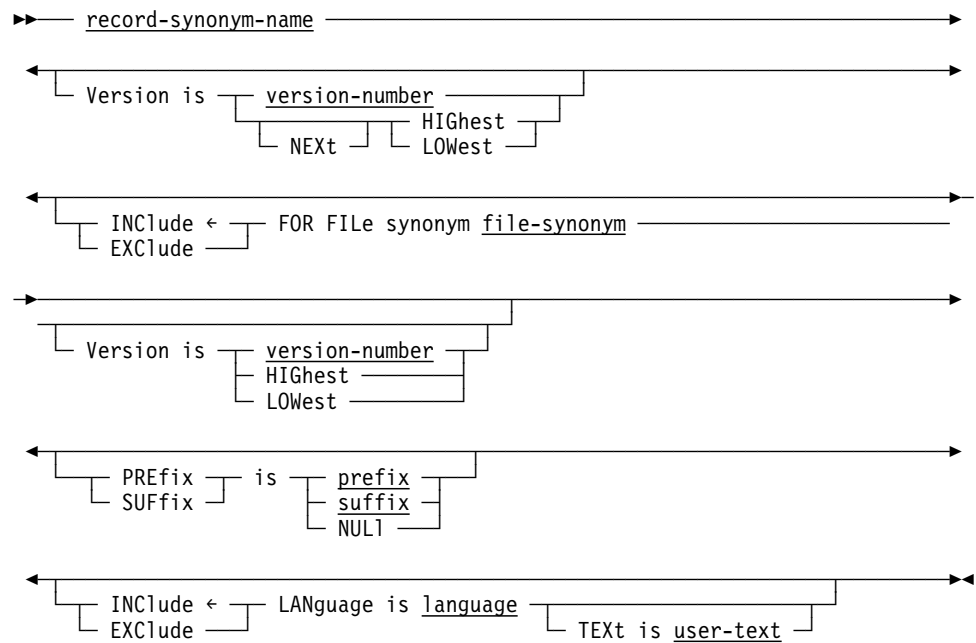 record-synonym-name
Version is version-number
HIGhest
NEXt LOWest
INClude ← FOR FILe synonym file-synonym
EXClude
Version is version-number
HIGhest
LOWest
PREfix is prefix
SUFfix suffix
NULl
INClude ← LANguage is language
EXClude TEXt is user-text